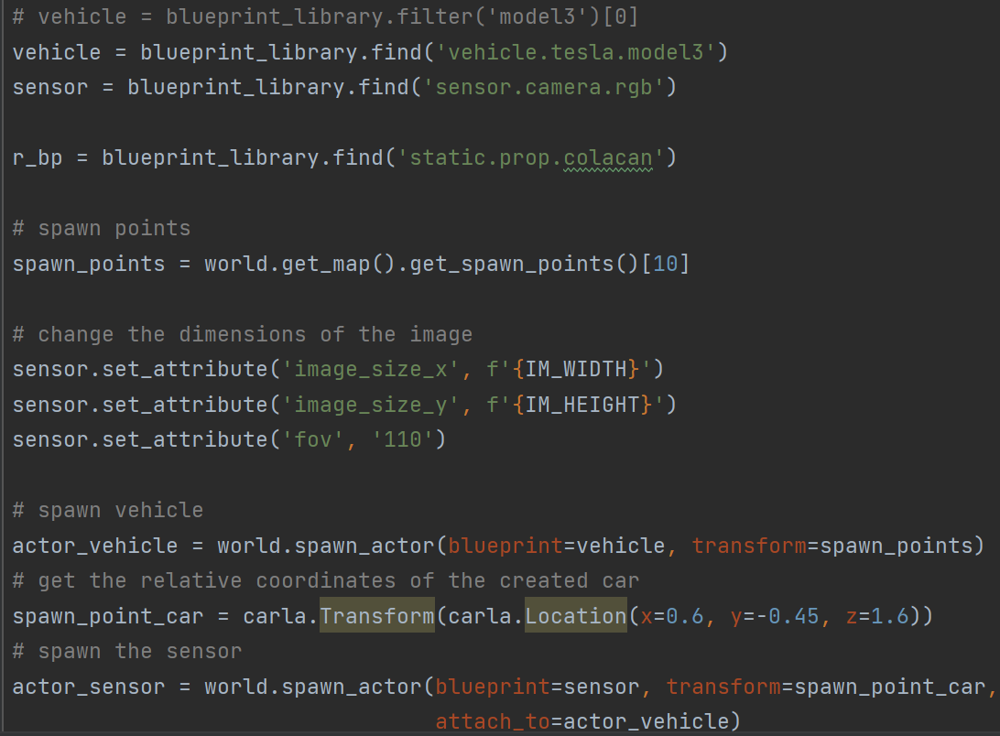 # vehicle = blueprint_library.filter('model3')[0]
vehicle = blueprint_library.find('vehicle.tesla.model3')
sensor = blueprint_library.find('sensor.camera.rgb')
r_bp = blueprint_library.find('static.prop.colacan')
# spawn points
spawn_points = world.get_map().get_spawn_points()[10]
# change the dimensions of the image
sensor.set_attribute('image_size_x', f'{IM_WIDTH}')
sensor.set_attribute('image_size_y', f'{IM_HEIGHT}')
sensor.set_attribute('fov', '110')
# spawn vehicle
actor_vehicle = world.spawn_actor(blueprint=vehicle, transform=spawn_points)
# get the relative coordinates of the created car
spawn_point_car = carla.Transform(carla.Location(x=0.6, y=-0.45, z=1.6))
# spawn the sensor
actor_sensor = world.spawn_actor(blueprint=sensor, transform=spawn_point_car,
attach_to=actor_vehicle)